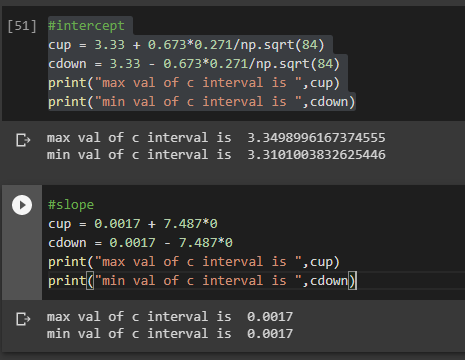 [51] #intercept
cup = 3.33 + 0.673*0.271/np.sqrt(84)
cdown = 3.33 - 0.673*0.271/np.sqrt(84)
print("max val of c interval is ",cup)
print("min val of c interval is ",cdown)
max val of c interval is  3.3498996167374555
min val of c interval is  3.3101003832625446
#slope
cup = 0.0017 + 7.487*0
cdown = 0.0017 - 7.487*0
print("max val of c interval is ",cup)
print("min val of c interval is ",cdown)
max val of c interval is  0.0017
min val of c interval is  0.0017